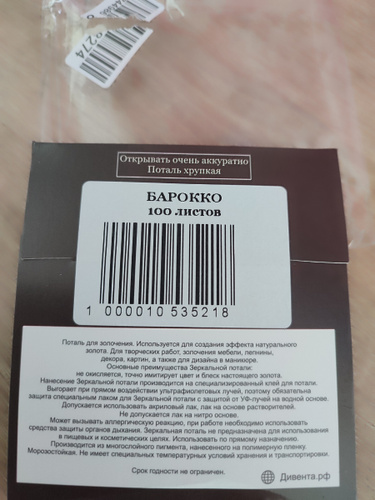 8274
Открывать очень аккуратно
Поталь хрупкая
БАРОККО
100 листов
1 000010 535218
Поталь для золочения. Используется для создания эффекта натурального
золота. Для творческих работ, золочения мебели, лепнины,
декора, картин, а также для дизайна в маникюре.
Основные преимущества Зеркальной потали:
не окисляется, точно имитирует цвет и блеск настоящего золота.
Нанесение Зеркальной потали производится на специализированный клей для потали.
Выгорает при прямом воздействии ультрафиолетовых лучей, поэтому обязательна
защита специальным лаком для Зеркальной потали с защитой от УФ-лучей на водной основе.
Допускается использовать акриловый лак, лак на основе растворителей.
Не допускается лак на нитро основе.
Может вызывать аллергическую реакцию, при работе необходимо использовать
средства защиты органов дыхания. Зеркальная поталь не предназначена для использования
в пищевых и косметических целях. Использовать по прямому назначению.
Производится из многослойного пигмента, нанесенного на полимерную пленку.
Морозостойкая. Не имеет специальных температурных условий хранения и транспортировки.
Срок годности не ограничен.
Дивента.рф